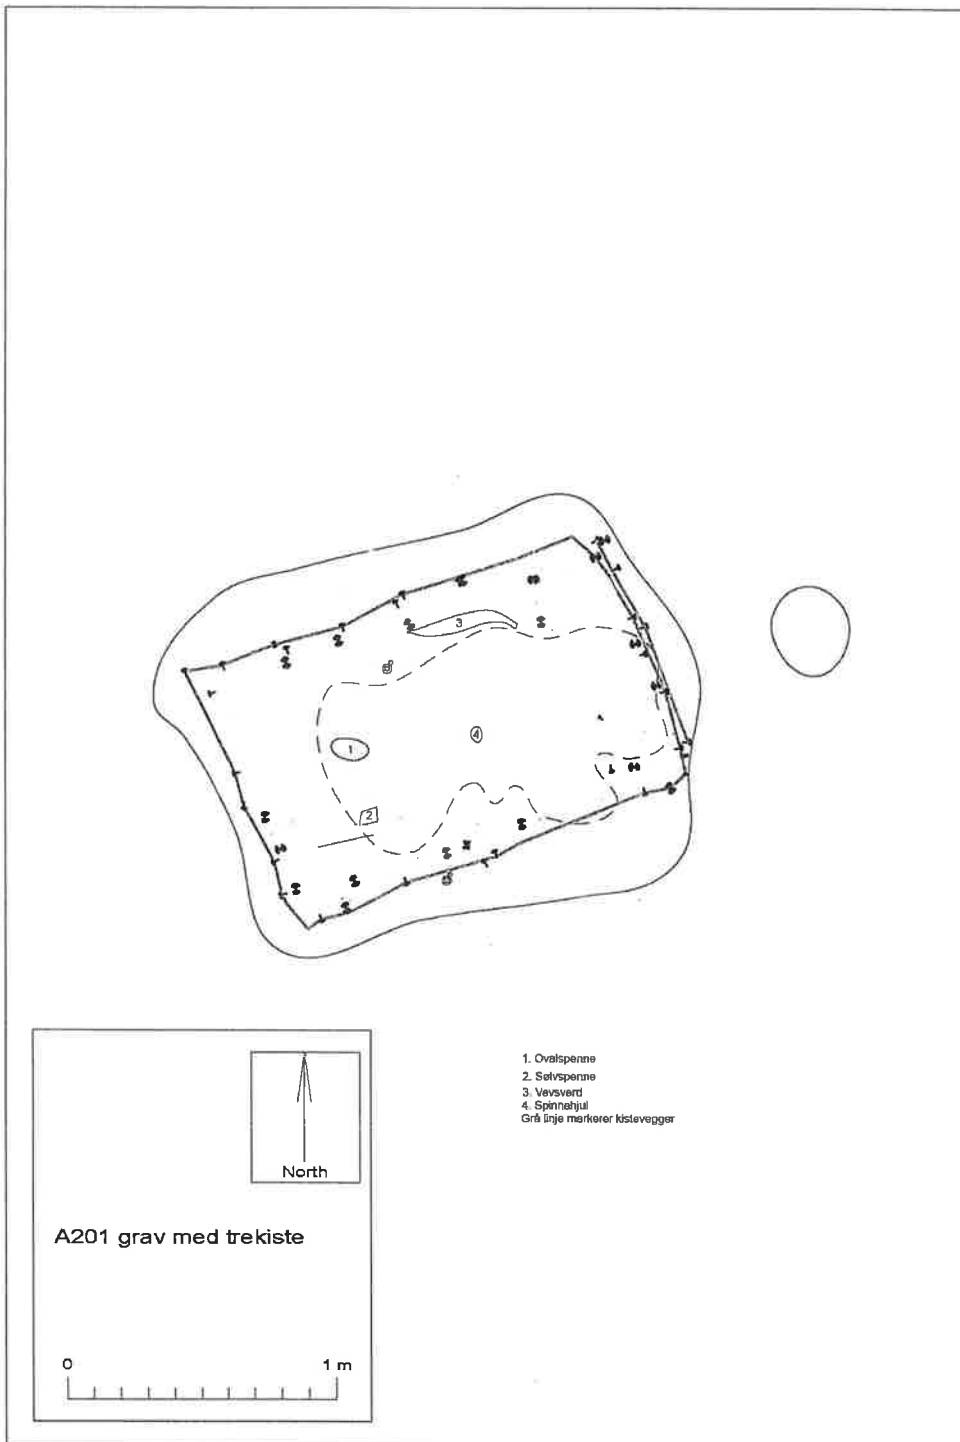 3
4
1
2
1. Ovalspenne
2. Sølvspenne
3. Vevsverd
4. Spinnehjul
Grå linje markerer kistevegger
North
A201 grav med trekiste
0 1 m